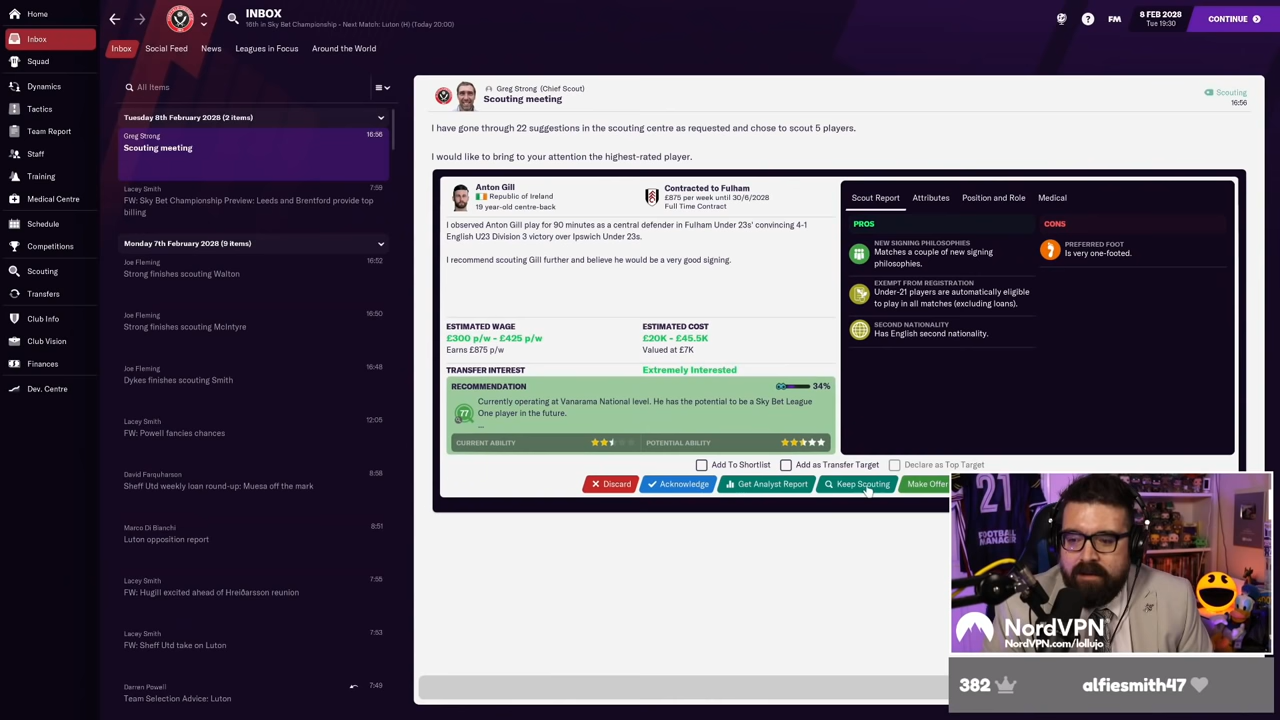 Home
Inbox
Squad
Dynamics
Tactics
Team Report
Staff
Training
Medical Centre
Schedule
Competitions
Scouting
Transfers
Club Info
Club Vision
Finances
Dev. Centre
INBOX
16th in Sky Bet Championship - Next Match: Luton (H) (Today 20:00)
FM
8 FEB 2028
Tue 19:30
CONTINUE
Inbox Social Feed News Leagues in Focus Around the World
All Items
Tuesday 8th February 2028 (2 items)
Greg Strong 16:56
Scouting meeting
Lacey Smith 7:59
FW: Sky Bet Championship Preview: Leeds and Brentford provide top
billing
Monday 7th February 2028 (9 items)
Joe Fleming 16:52
Strong finishes scouting Walton
Joe Fleming 16:50
Strong finishes scouting McIntyre
Joe Fleming 16:48
Dykes finishes scouting Smith
Lacey Smith 12:05
FW: Powell fancies chances
David Farquharson 8:58
Sheff Utd weekly loan round-up: Muesa off the mark
Marco Di Bianchi 8:51
Luton opposition report
Lacey Smith 7:55
FW: Hugill excited ahead of Hreiðarsson reunion
Lacey Smith 7:53
FW: Sheff Utd take on Luton
Darren Powell 7:49
Team Selection Advice: Luton
Greg Strong (Chief Scout)
Scouting meeting
Scouting
16:56
I have gone through 22 suggestions in the scouting centre as requested and chose to scout 5 players.
I would like to bring to your attention the highest-rated player.
Anton Gill
Republic of Ireland
19 year-old centre-back
Contracted to Fulham
£875 per week until 30/6/2028
Full Time Contract
I observed Anton Gill play for 90 minutes as a central defender in Fulham Under 23s' convincing 4-1
English U23 Division 3 victory over Ipswich Under 23s.
I recommend scouting Gill further and believe he would be a very good signing.
ESTIMATED WAGE
£300 p/w - £425 p/w
Earns £875 p/w
ESTIMATED COST
£20K - £45.5K
Valued at £7K
TRANSFER INTEREST Extremely Interested
RECOMMENDATION 34%
77
Currently operating at Vanarama National level. He has the potential to be a Sky Bet League
One player in the future.
...
CURRENT ABILITY POTENTIAL ABILITY
Scout Report Attributes Position and Role Medical
PROS
NEW SIGNING PHILOSOPHIES
Matches a couple of new signing
philosophies.
EXEMPT FROM REGISTRATION
Under-21 players are automatically eligible
to play in all matches (excluding loans).
SECOND NATIONALITY
Has English second nationality.
CONS
PREFERRED FOOT
Is very one-footed.
Add To Shortlist Add as Transfer Target Declare as Top Target
Discard Acknowledge Get Analyst Report Keep Scouting Make Offer
21
FOOTBALL
MANAGER
NordVPN
NordVPN.com/lollujo
382 alfiesmith47